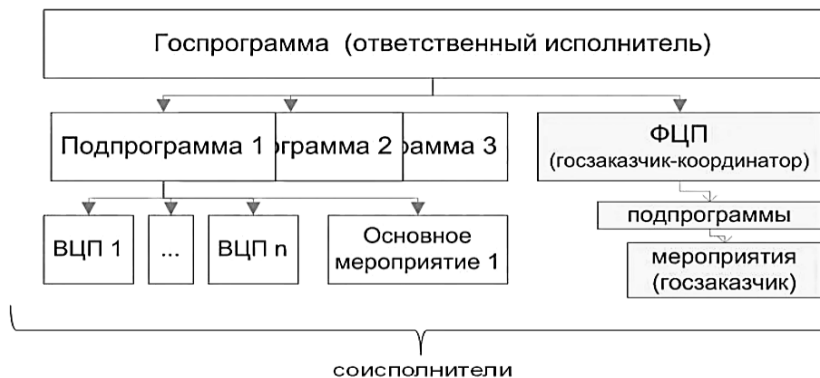 Госпрограмма (ответственный исполнитель)
Подпрограмма 1
ограмма 2
рамма 3
ФЦП
(госзаказчик-координатор)
подпрограммы
ВЦП 1
...
ВЦП n
Основное
мероприятие 1
мероприятия
(госзаказчик)
соисполнители